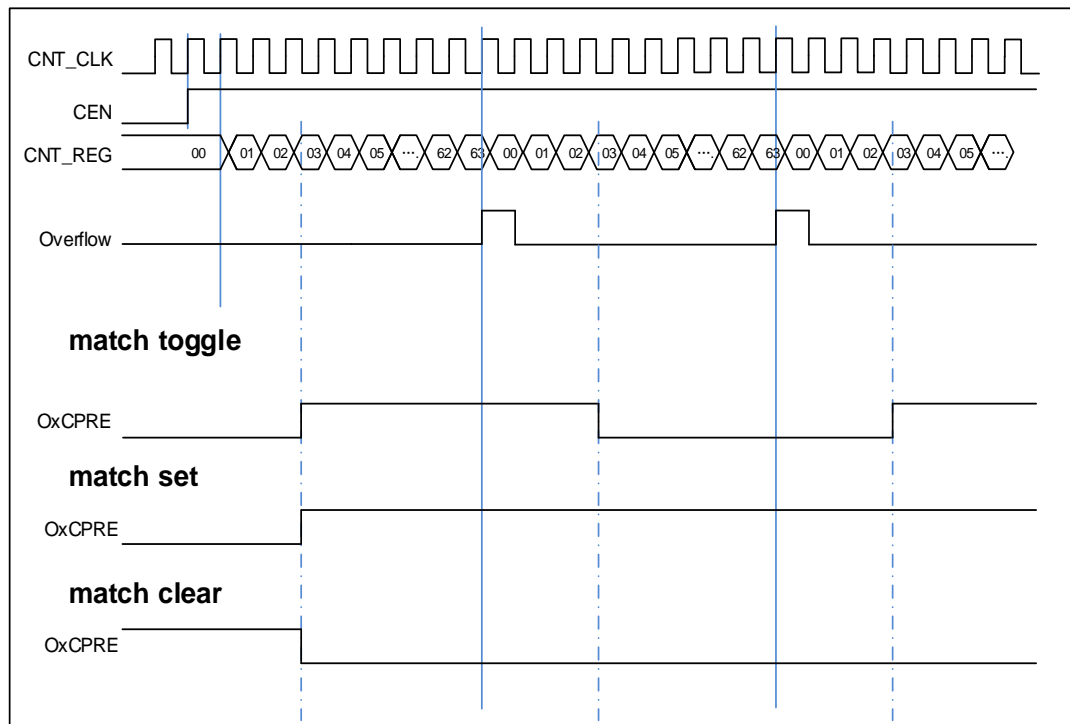 CNT_CLK
CEN
CNT_REG 00 01 02 03 04 05 .... 62 63 00 01 02 03 04 05 .... 62 63 00 01 02 03 04 05 ....
Overflow
match toggle
OxCPRE
match set
OxCPRE
match clear
OxCPRE